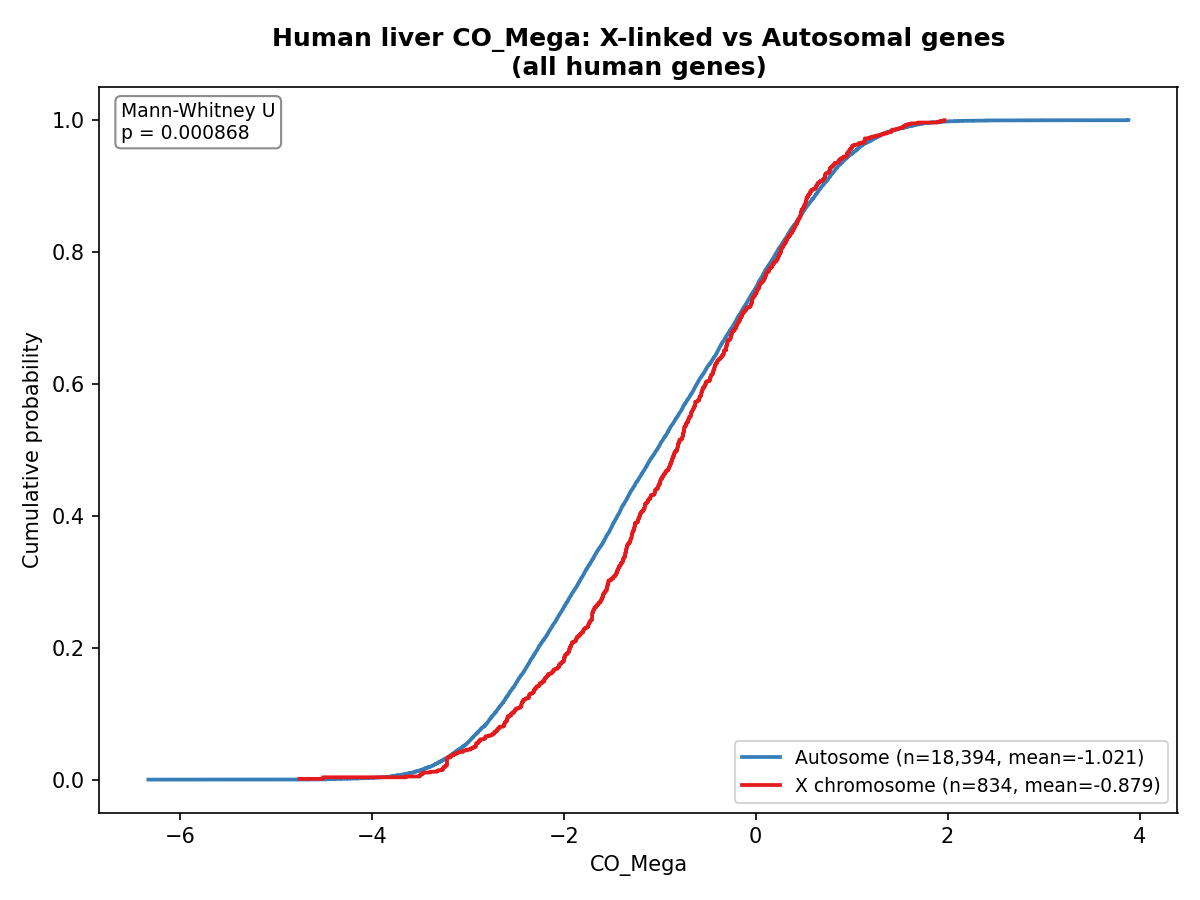 Human liver CO_Mega: X-linked vs Autosomal genes
(all human genes)
Mann-Whitney U
p = 0.000868
Cumulative probability
1.0
0.8
0.6
0.4
0.2
0.0
Autosome (n=18,394, mean=-1.021)
X chromosome (n=834, mean=-0.879)
−6 −4 −2 0 2 4
CO_Mega